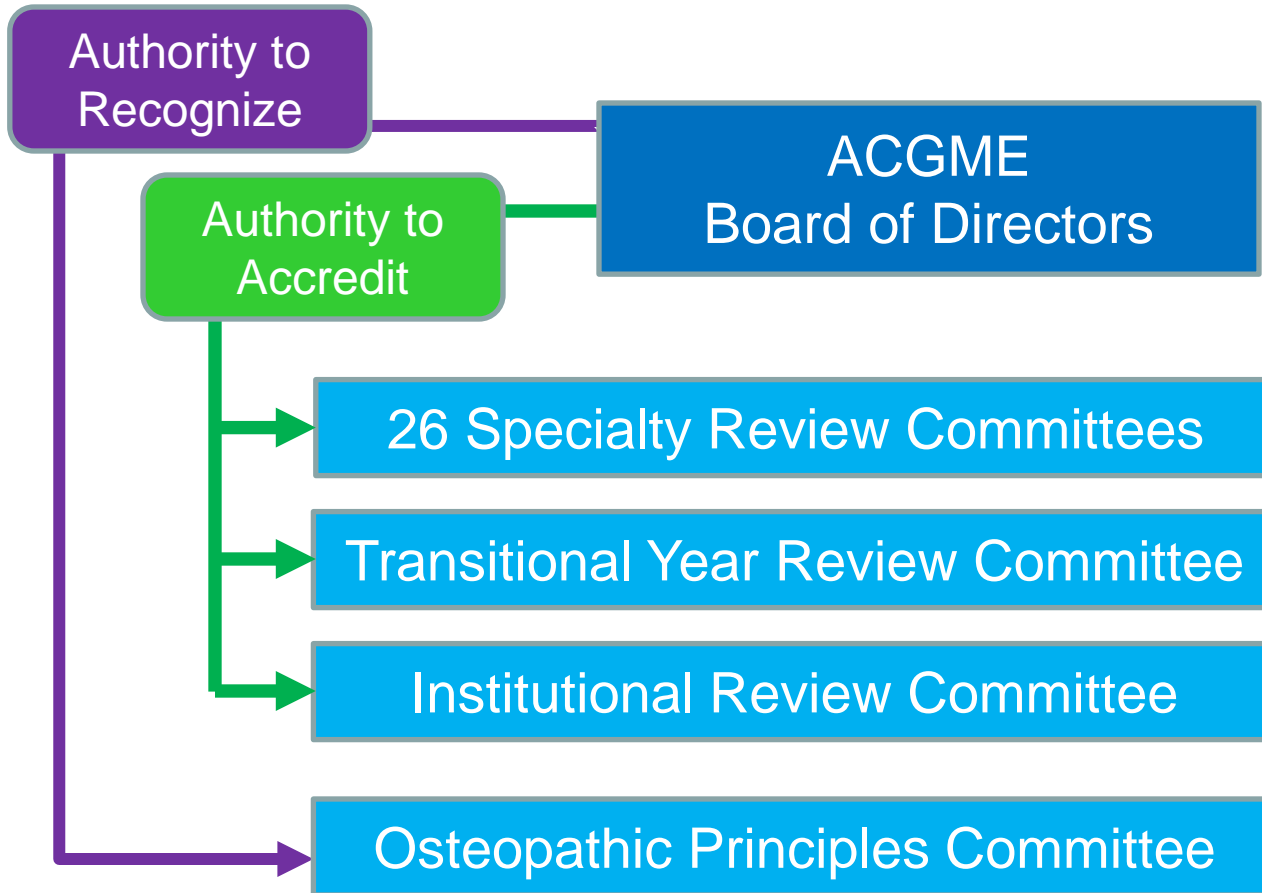 Authority to
Recognize
ACGME
Board of Directors
Authority to
Accredit
26 Specialty Review Committees
Transitional Year Review Committee
Institutional Review Committee
Osteopathic Principles Committee